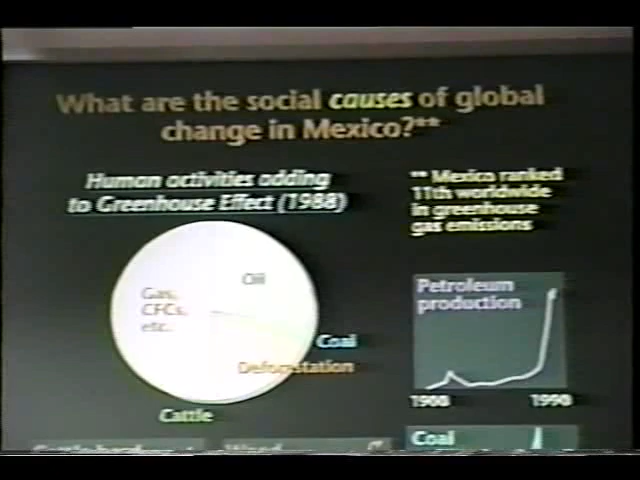 What are the social causes of global
change in Mexico?**
Human activities adding
to Greenhouse Effect (1988)
** Mexico ranked
11th worldwide
in greenhouse
gas emissions
Oil
Gas,
CFCs,
etc.
Coal
Deforestation
Cattle
Petroleum
production
1908
1990
Coal